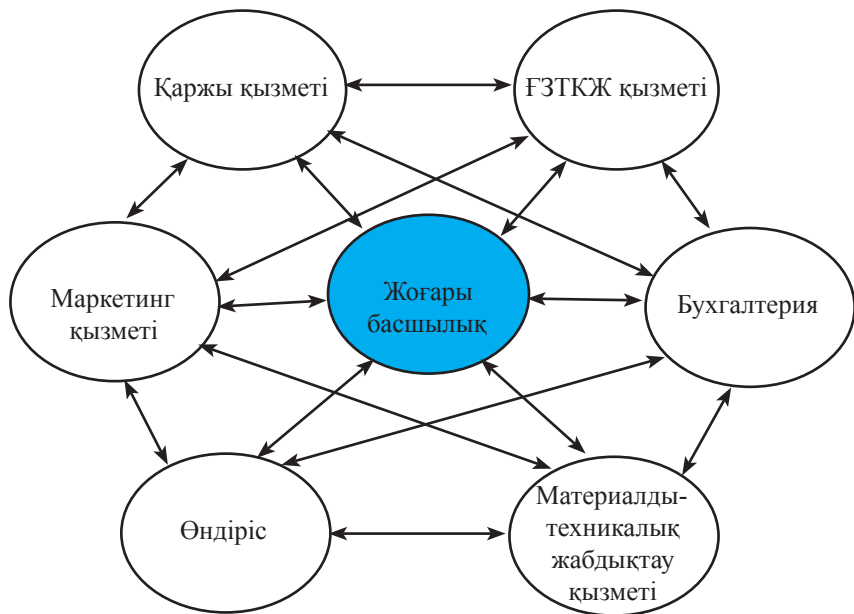 Қаржы қызметі
ҒЗТКЖ қызметі
Маркетинг
қызметі
Жоғары
басшылық
Бухгалтерия
Өндіріс
Материалды-
техникалық
жабдықтау
қызметі